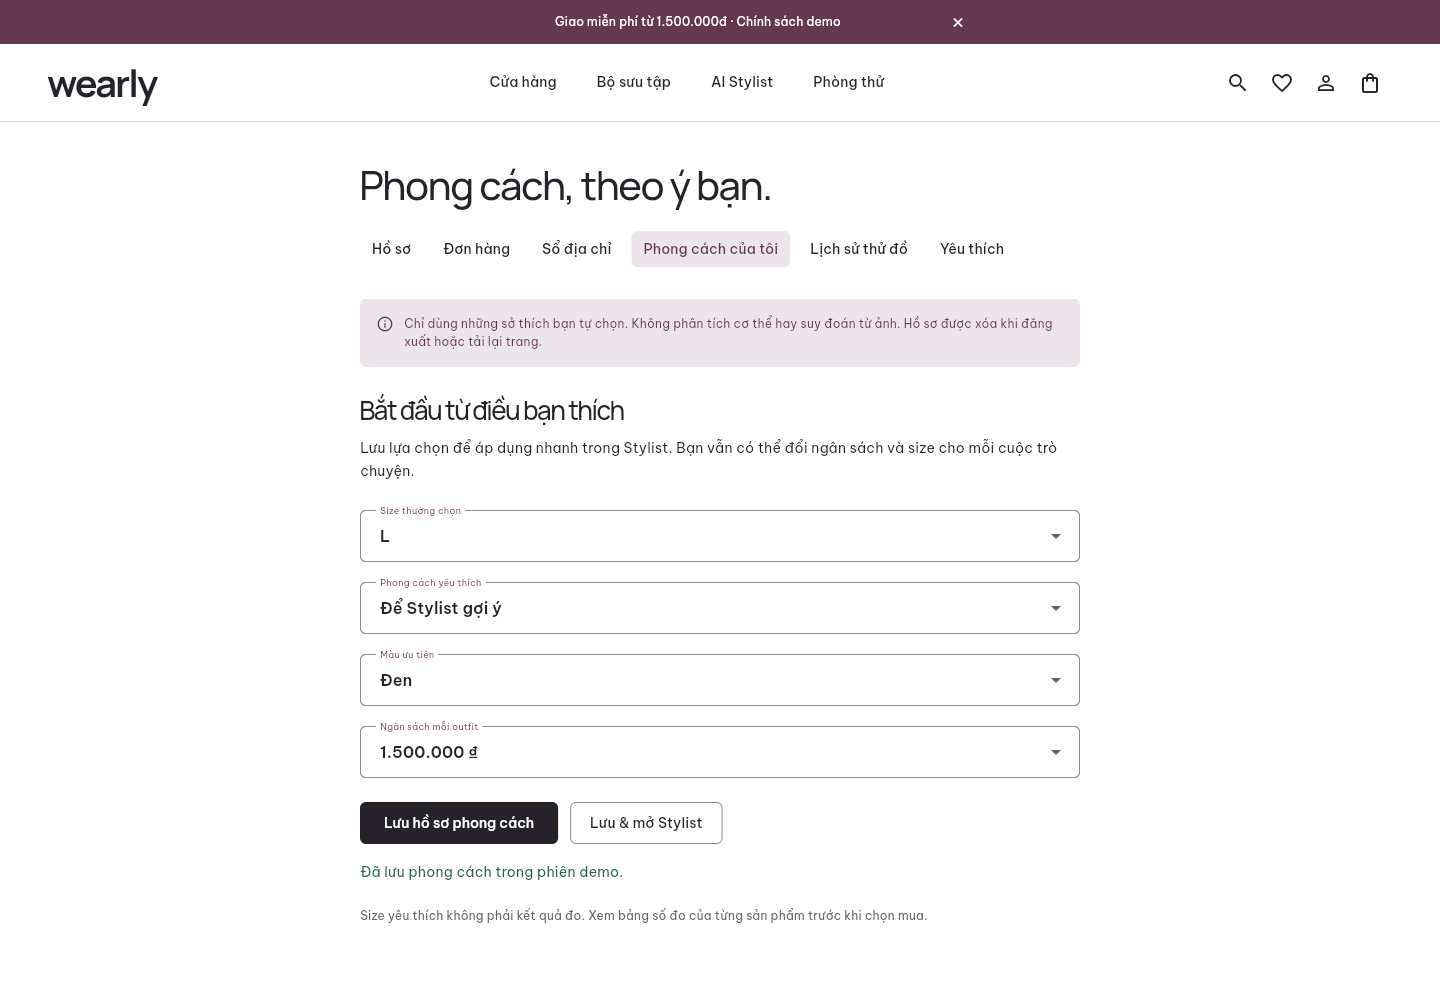 Giao miễn phí từ 1.500.000đ · Chính sách demo
wearly
Cửa hàng
Bộ sưu tập
AI Stylist
Phòng thử
Phong cách, theo ý bạn.
Hồ sơ
Đơn hàng
Sổ địa chỉ
Phong cách của tôi
Lịch sử thử đồ
Yêu thích
Chỉ dùng những sở thích bạn tự chọn. Không phân tích cơ thể hay suy đoán từ ảnh. Hồ sơ được xóa khi đăng
xuất hoặc tải lại trang.
Bắt đầu từ điều bạn thích
Lưu lựa chọn để áp dụng nhanh trong Stylist. Bạn vẫn có thể đổi ngân sách và size cho mỗi cuộc trò
chuyện.
Size thường chọn
L
Phong cách yêu thích
Để Stylist gợi ý
Màu ưu tiên
Đen
Ngân sách mỗi outfit
1.500.000 ₫
Lưu hồ sơ phong cách
Lưu & mở Stylist
Đã lưu phong cách trong phiên demo.
Size yêu thích không phải kết quả đo. Xem bảng số đo của từng sản phẩm trước khi chọn mua.